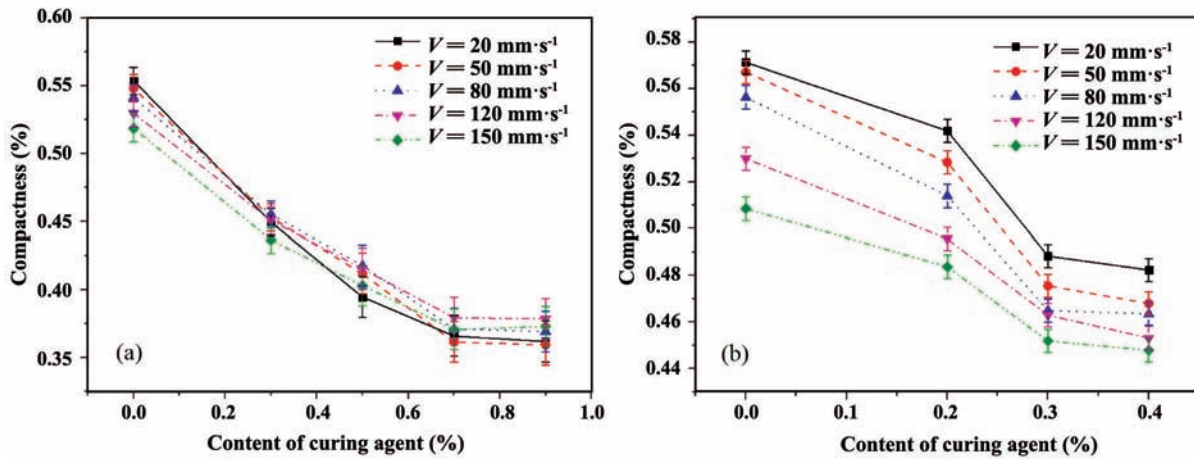 0.60
0.55
0.50
0.45
0.40
0.35
Compactness (%)
V = 20 mm·s-1
V = 50 mm·s-1
V = 80 mm·s-1
V = 120 mm·s-1
V = 150 mm·s-1
(a)
0.0 0.2 0.4 0.6 0.8 1.0
Content of curing agent (%)
0.58
0.56
0.54
0.52
0.50
0.48
0.46
0.44
Compactness (%)
V = 20 mm·s-1
V = 50 mm·s-1
V = 80 mm·s-1
V = 120 mm·s-1
V = 150 mm·s-1
(b)
0.0 0.1 0.2 0.3 0.4
Content of curing agent (%)